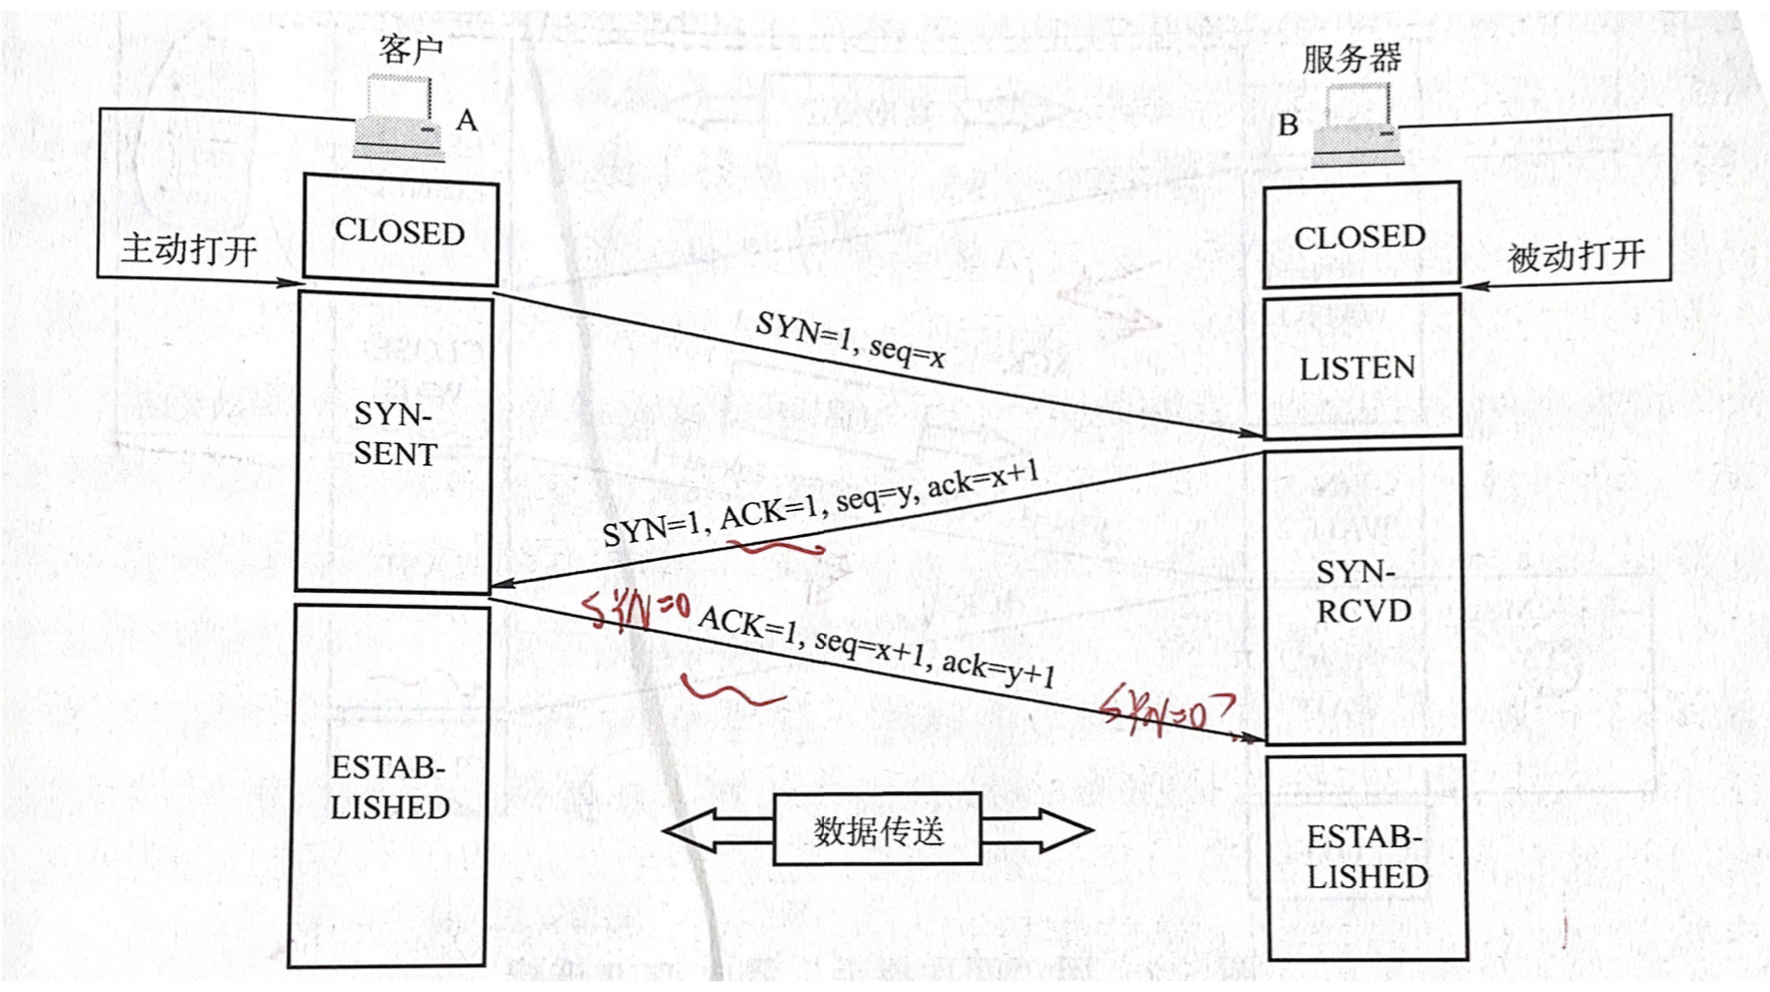 客户
服务器
A
B
CLOSED
CLOSED
主动打开
被动打开
SYN=1, seq=x
LISTEN
SYN-
SENT
SYN=1, ACK=1, seq=y, ack=x+1
SYN-
RCVD
SYN=0
ACK=1, seq=x+1, ack=y+1
SYN=0?
ESTAB-
LISHED
数据传送
ESTAB-
LISHED